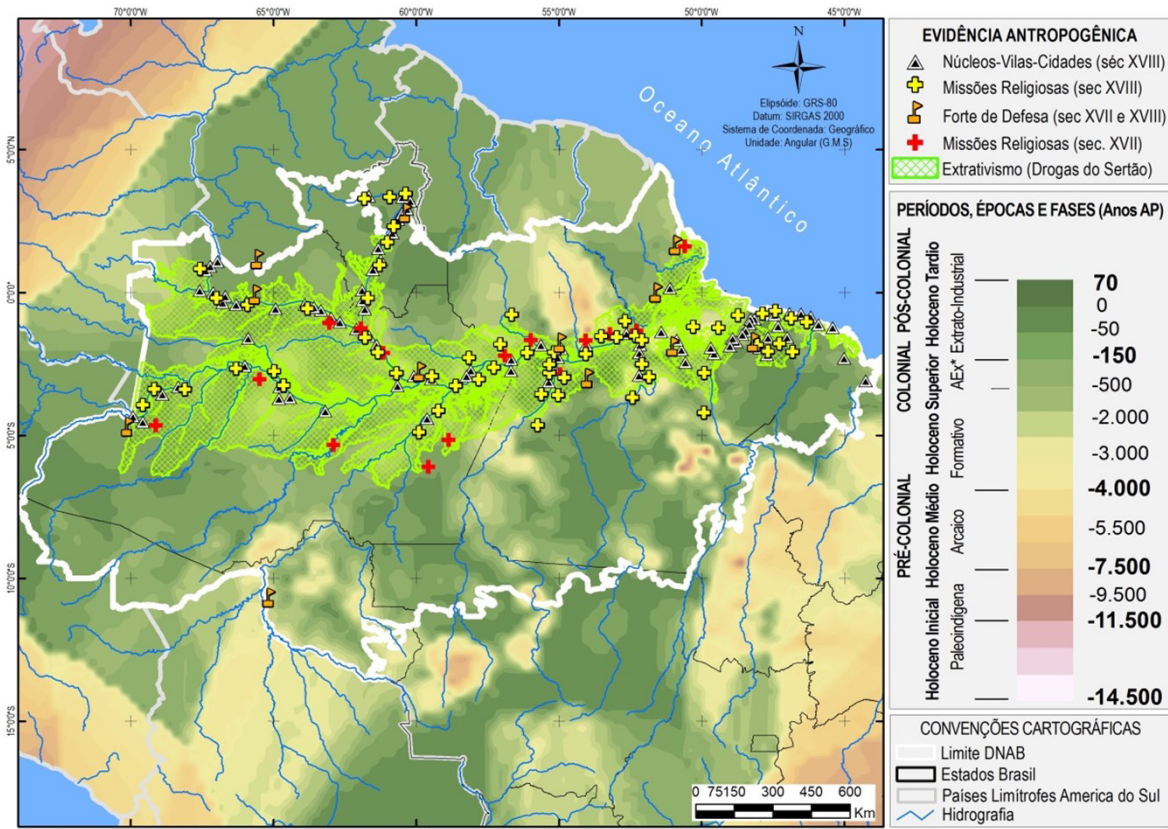 70°0'0"O
65°0'0"O
60°0'0"O
55°0'0"O
50°0'0"O
45°0'0"O
5°0'0"N
0°0'0"
5°0'0"S
10°0'0"S
15°0'0"S
N
Elipsóide: GRS-80
Datum: SIRGAS 2000
Sistema de Coordenada: Geográfico
Unidade: Angular (G.M.S)
Oceano Atlântico
0 75150 300 450 600
Km
EVIDÊNCIA ANTROPOGÊNICA
Núcleos-Vilas-Cidades (séc XVIII)
Missões Religiosas (sec XVIII)
Forte de Defesa (sec XVII e XVIII)
Missões Religiosas (sec. XVII)
Extrativismo (Drogas do Sertão)
PERÍODOS, ÉPOCAS E FASES (Anos AP)
PÓS-COLONIAL
COLONIAL
PRÉ-COLONIAL
Holoceno Tardio
Holoceno Superior
Holoceno Médio
Holoceno Inicial
Extrato-Industrial
AEx*
Formativo
Arcaico
Paleoindigena
70
0
-50
-150
-500
-2.000
-3.000
-4.000
-5.500
-7.500
-9.500
-11.500
-14.500
CONVENÇÕES CARTOGRÁFICAS
Limite DNAB
Estados Brasil
Países Limítrofes America do Sul
Hidrografia